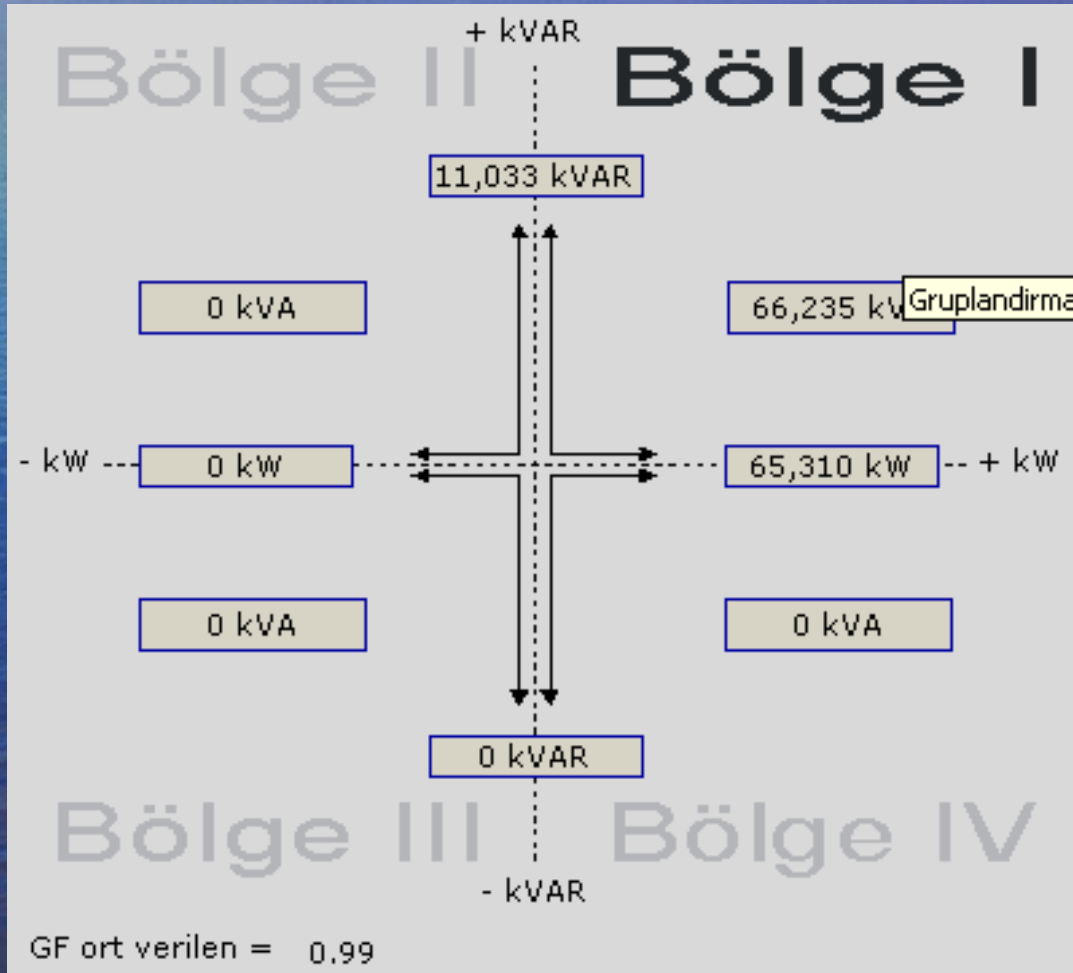 + kVAR
Bölge II
Bölge I
11,033 kVAR
0 kVA
66,235
Gruplandirma
- kW
0 kW
65,310 kW
+ kW
0 kVA
0 kVA
0 kVAR
Bölge III
Bölge IV
- kVAR
GF ort verilen = 0.99